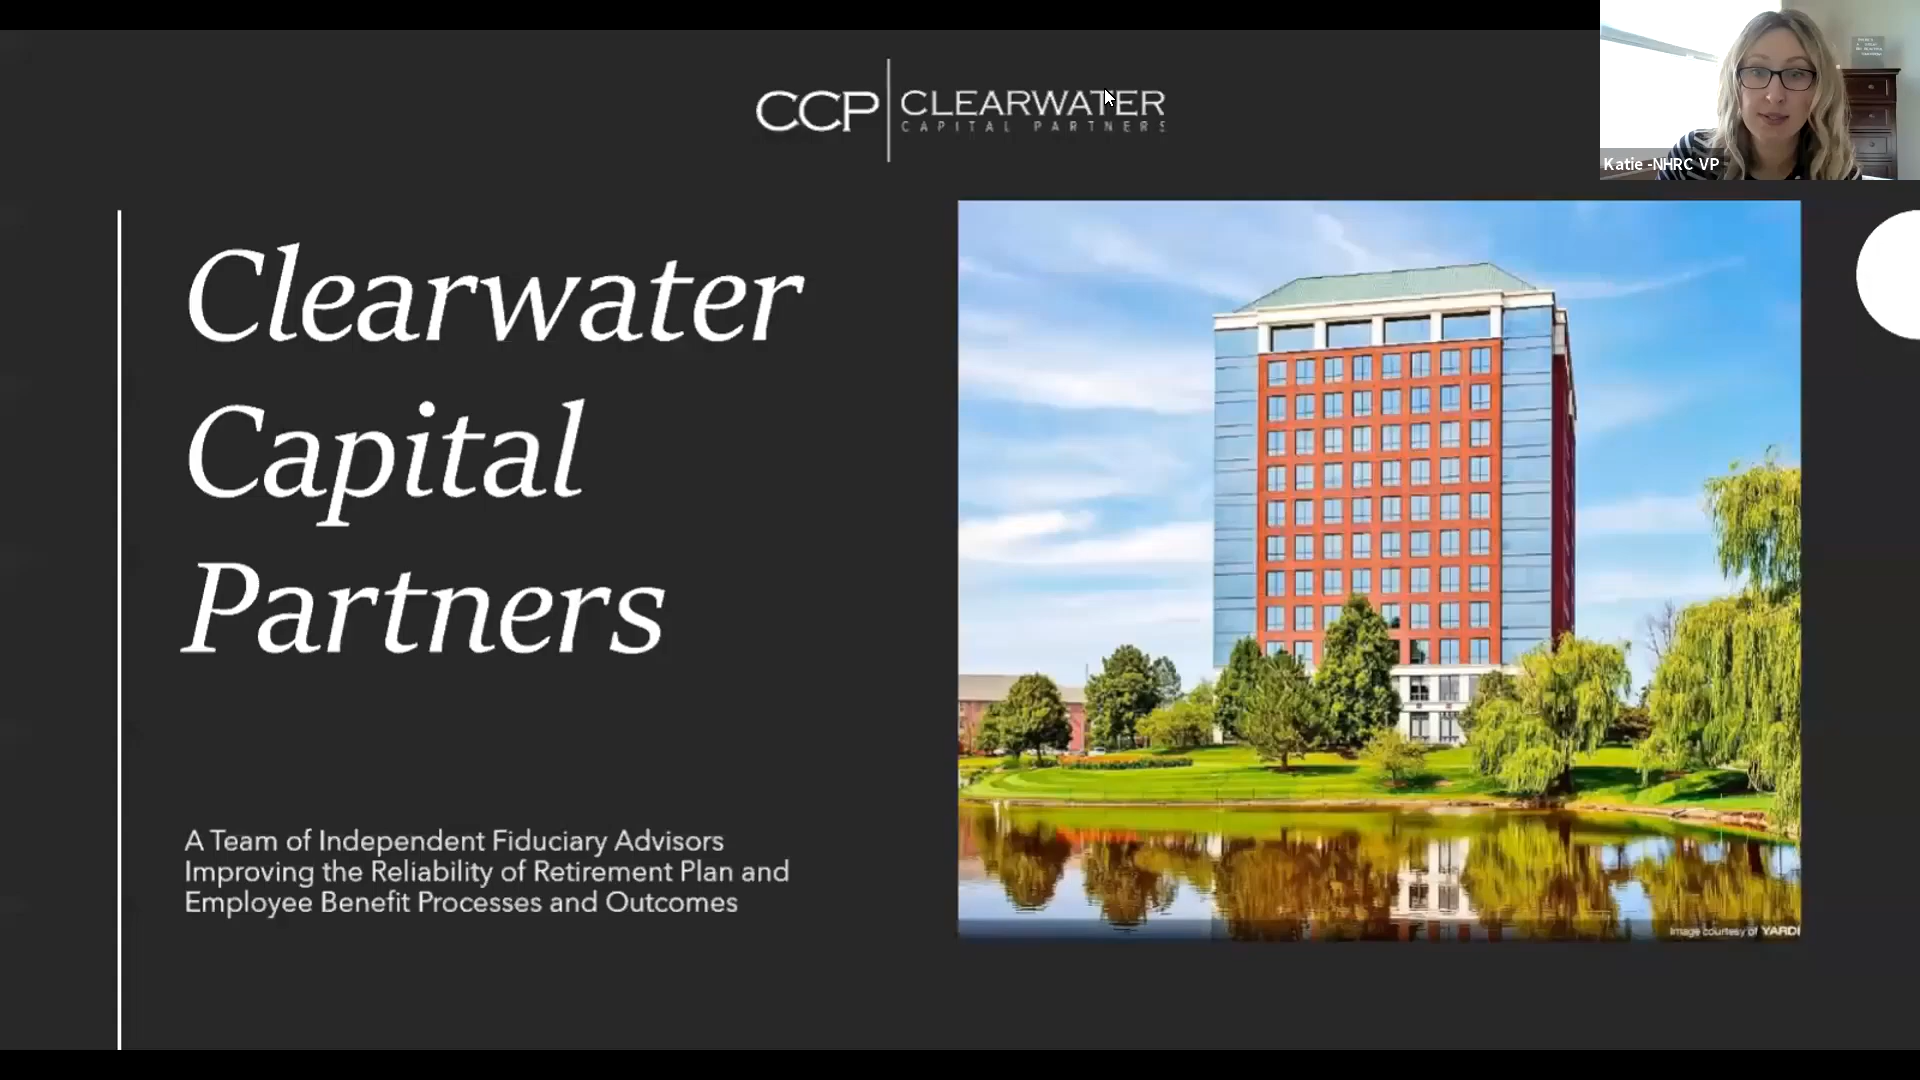 CCP
CLEARWATER
CAPITAL PARTNERS
Katie -NHRC VP
Clearwater
Capital
Partners
A Team of Independent Fiduciary Advisors
Improving the Reliability of Retirement Plan and
Employee Benefit Processes and Outcomes
Image courtesy of YARDI